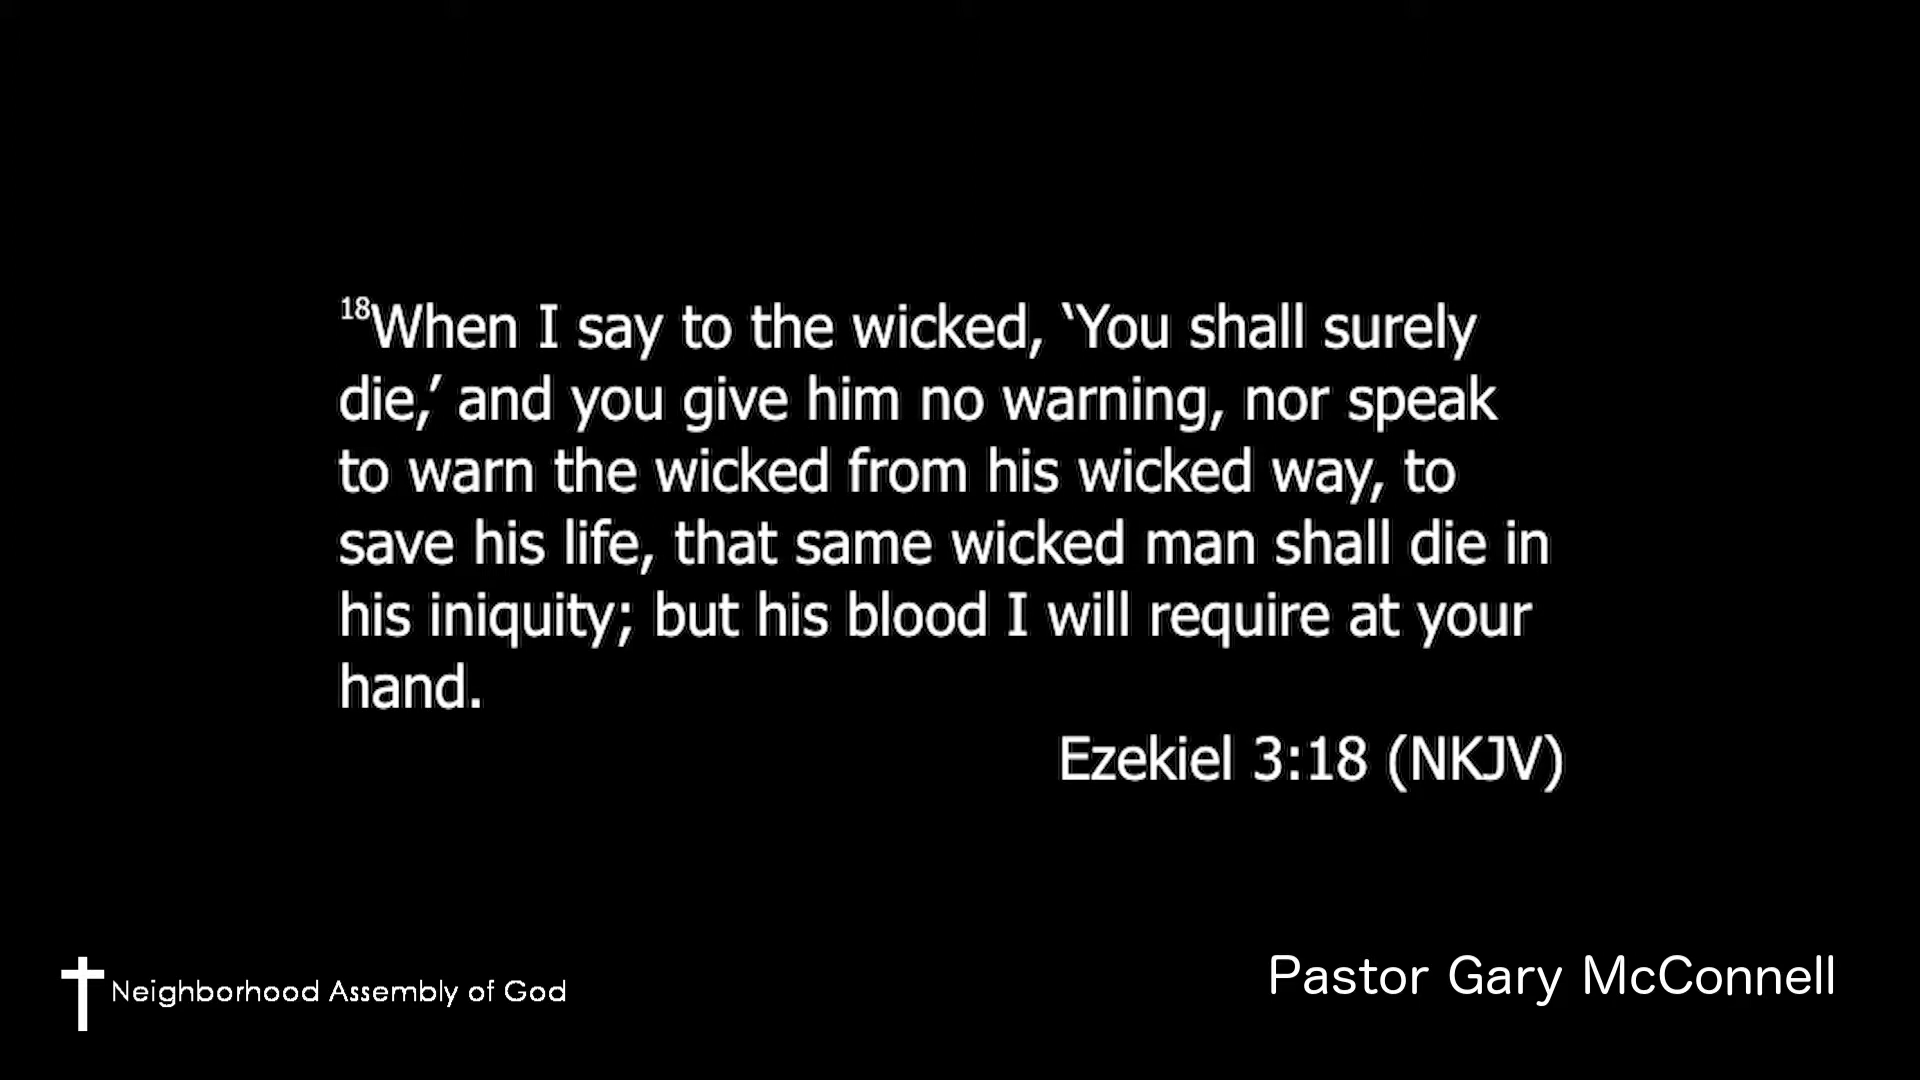 ¹⁸When I say to the wicked, ‘You shall surely
die,’ and you give him no warning, nor speak
to warn the wicked from his wicked way, to
save his life, that same wicked man shall die in
his iniquity; but his blood I will require at your
hand.
Ezekiel 3:18 (NKJV)
Neighborhood Assembly of God
Pastor Gary McConnell